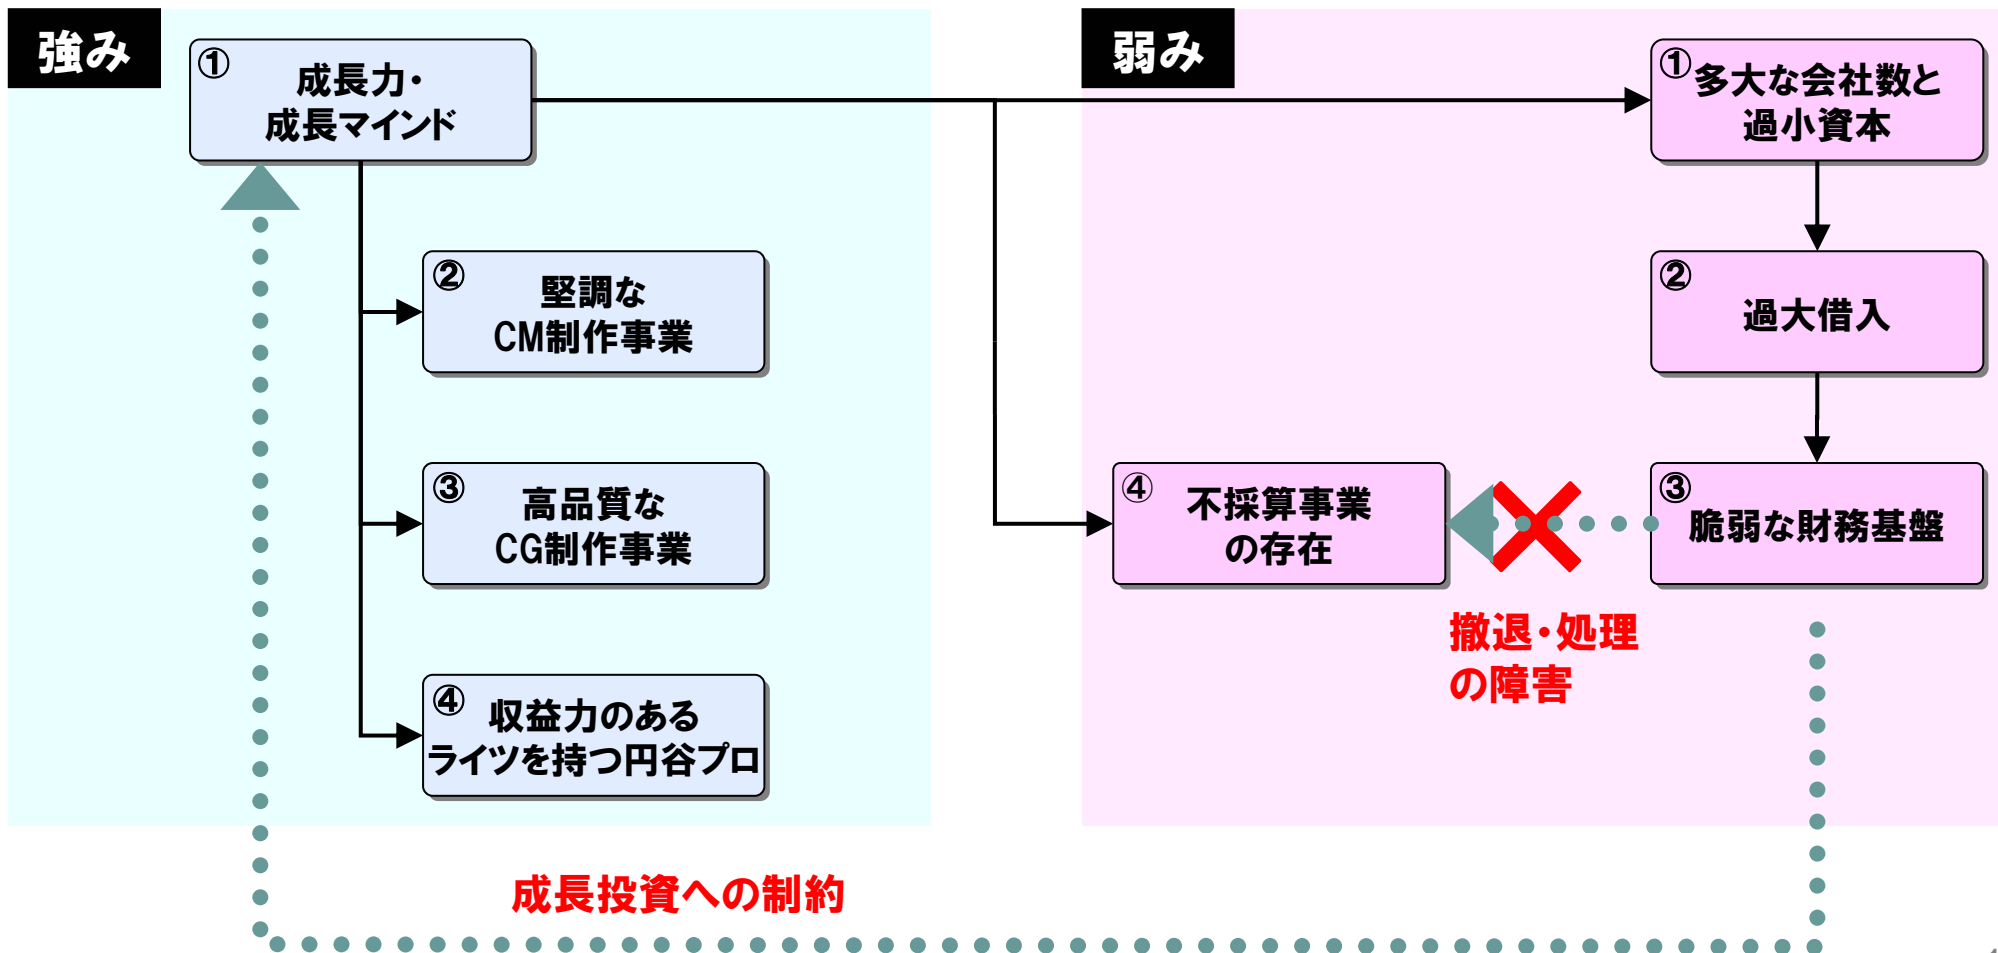 強み
①
成長力・
成長マインド
②
堅調な
CM制作事業
③
高品質な
CG制作事業
④
収益力のある
ライツを持つ円谷プロ
弱み
①
多大な会社数と
過小資本
②
過大借入
③
脆弱な財務基盤
④
不採算事業
の存在
撤退・処理
の障害
成長投資への制約